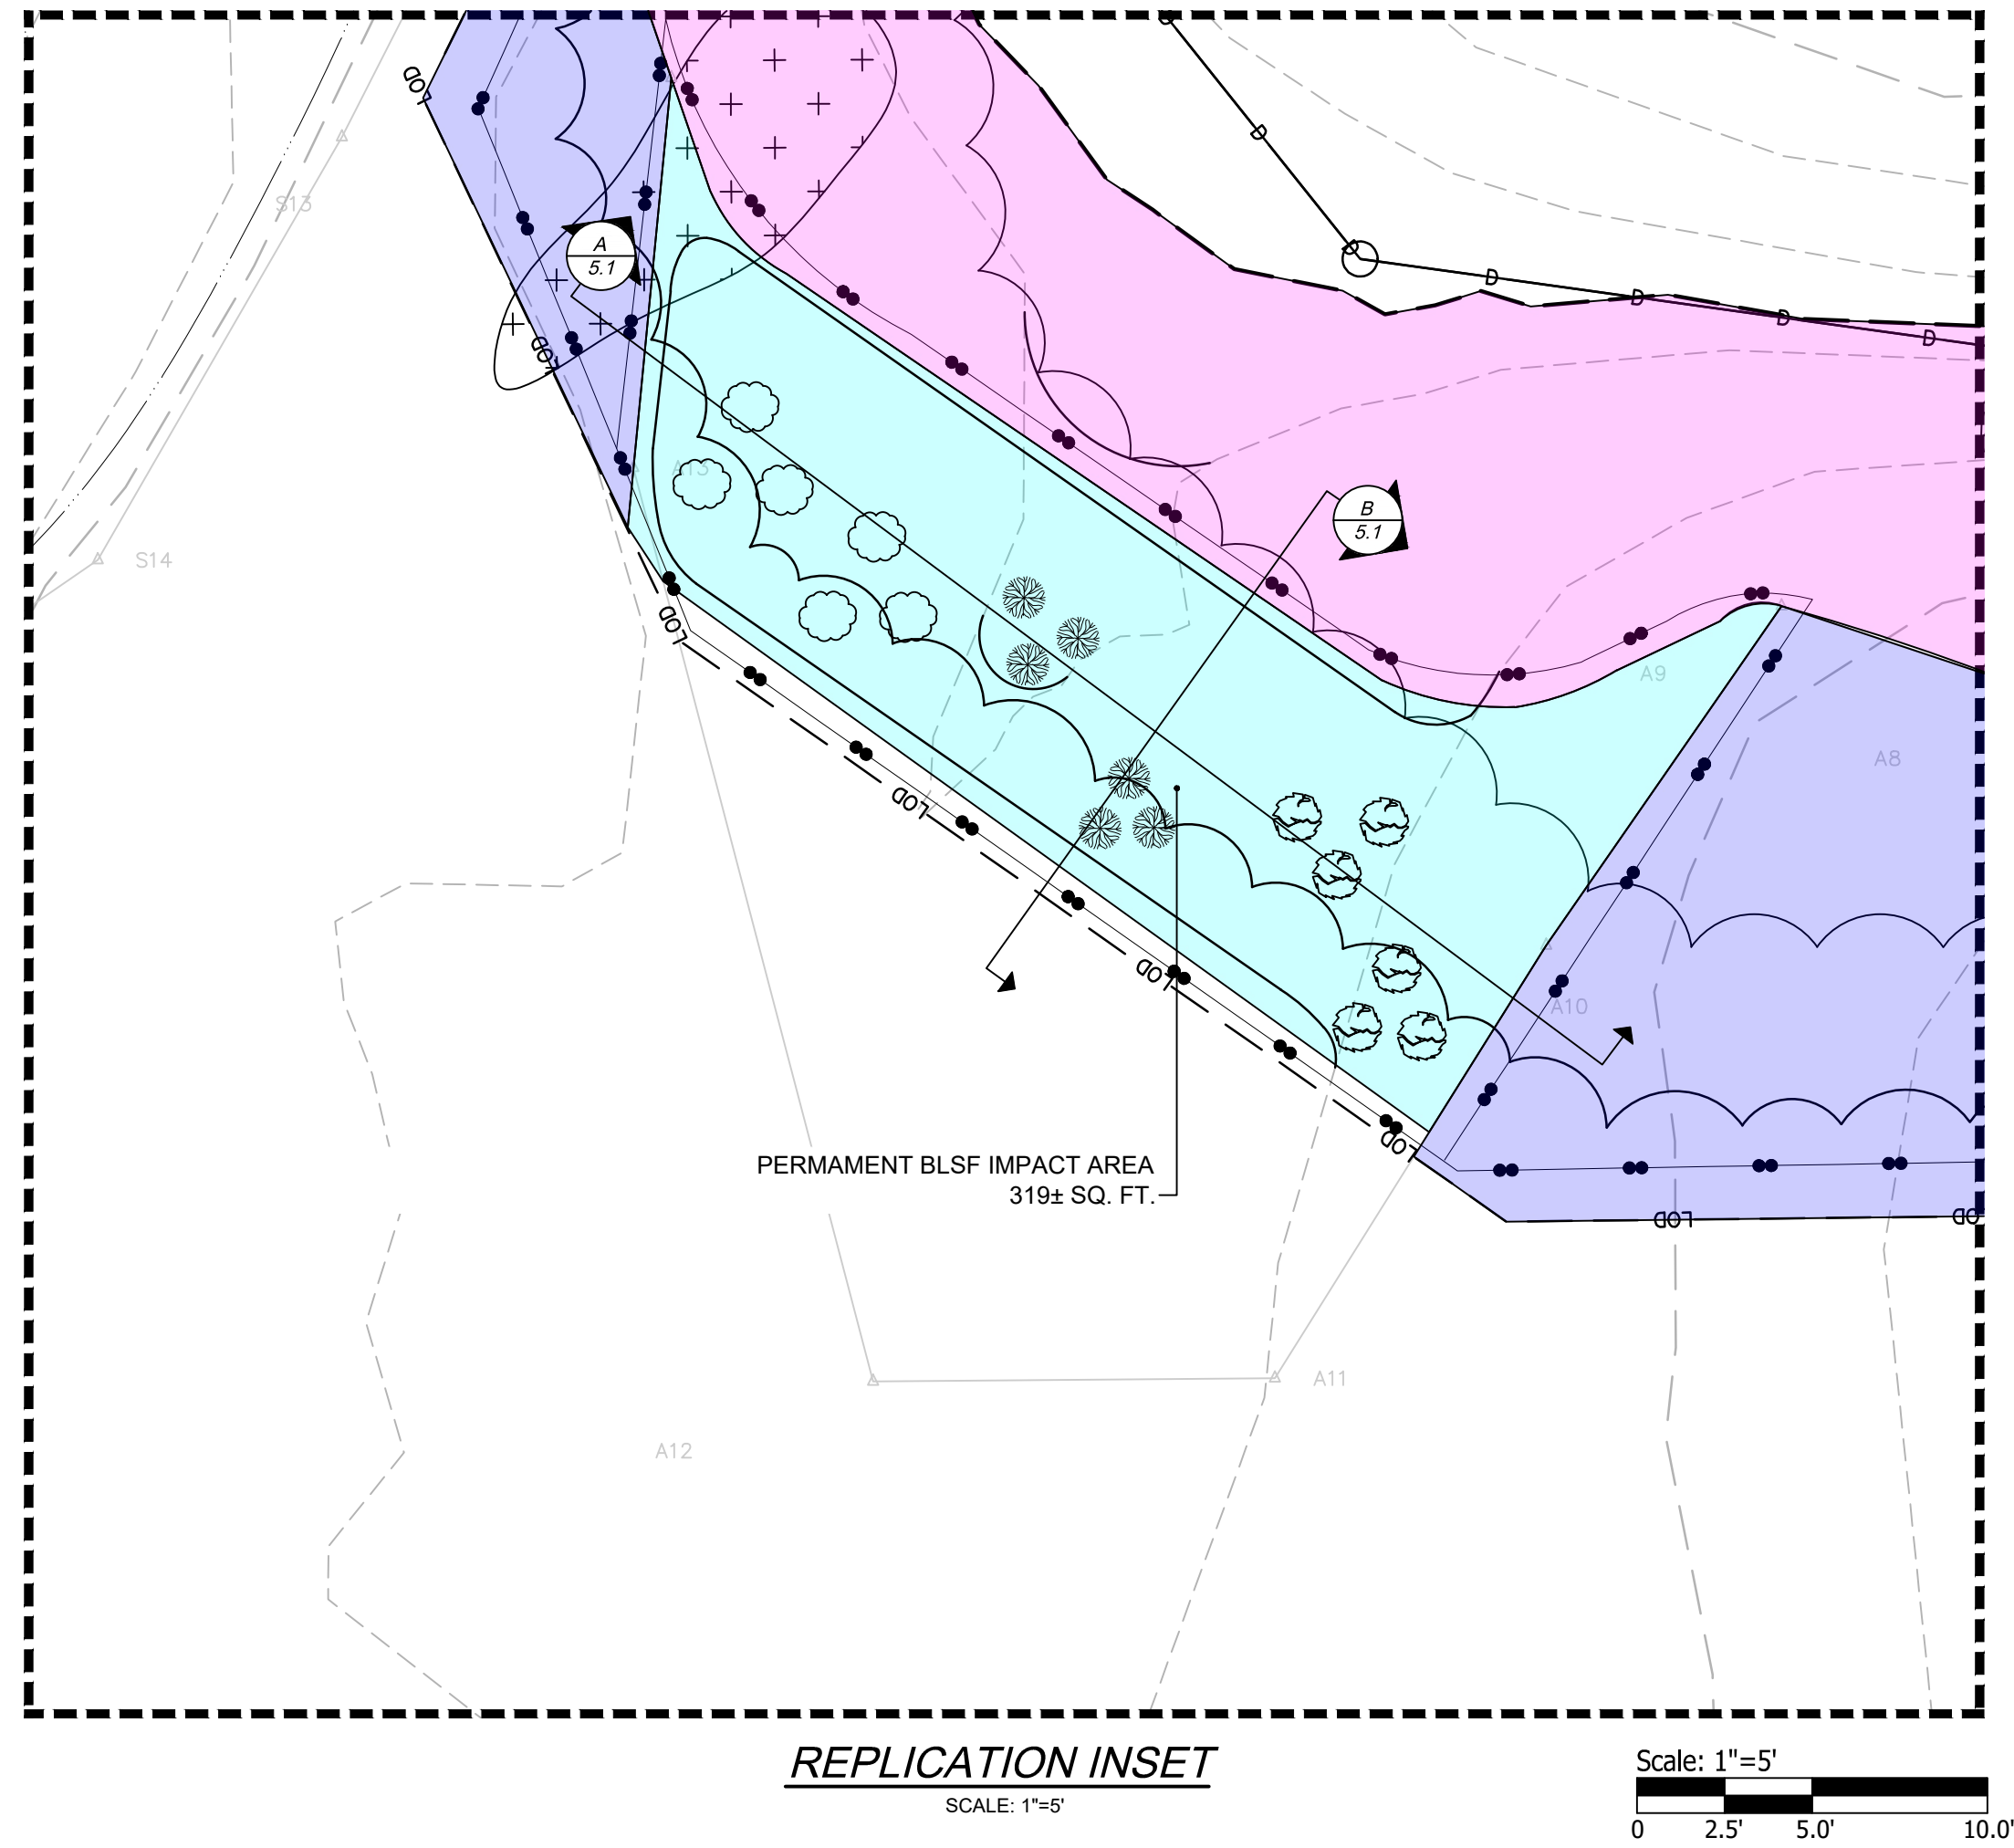 LOD
D
S13
D
A
5.1
D
D
D
D
D
LOD
A13
B
5.1
S14
LOD
A9
A8
LOD
LOD
A10
LOD
PERMAMENT BLSF IMPACT AREA
319± SQ. FT.
LOD
OD
A11
A12
REPLICATION INSET
SCALE: 1"=5'
Scale: 1"=5'
0 2.5' 5.0' 10.0'